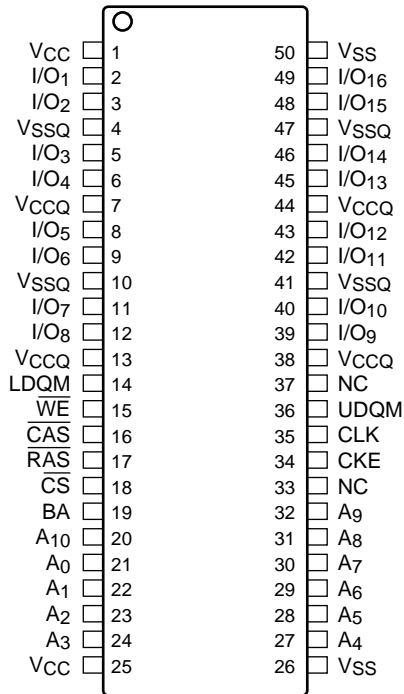 VCC 1 50 VSS
I/O1 2 49 I/O16
I/O2 3 48 I/O15
VSSQ 4 47 VSSQ
I/O3 5 46 I/O14
I/O4 6 45 I/O13
VCCQ 7 44 VCCQ
I/O5 8 43 I/O12
I/O6 9 42 I/O11
VSSQ 10 41 VSSQ
I/O7 11 40 I/O10
I/O8 12 39 I/O9
VCCQ 13 38 VCCQ
LDQM 14 37 NC
W̅E̅ 15 36 UDQM
C̅A̅S̅ 16 35 CLK
R̅A̅S̅ 17 34 CKE
C̅S̅ 18 33 NC
BA 19 32 A9
A10 20 31 A8
A0 21 30 A7
A1 22 29 A6
A2 23 28 A5
A3 24 27 A4
VCC 25 26 VSS